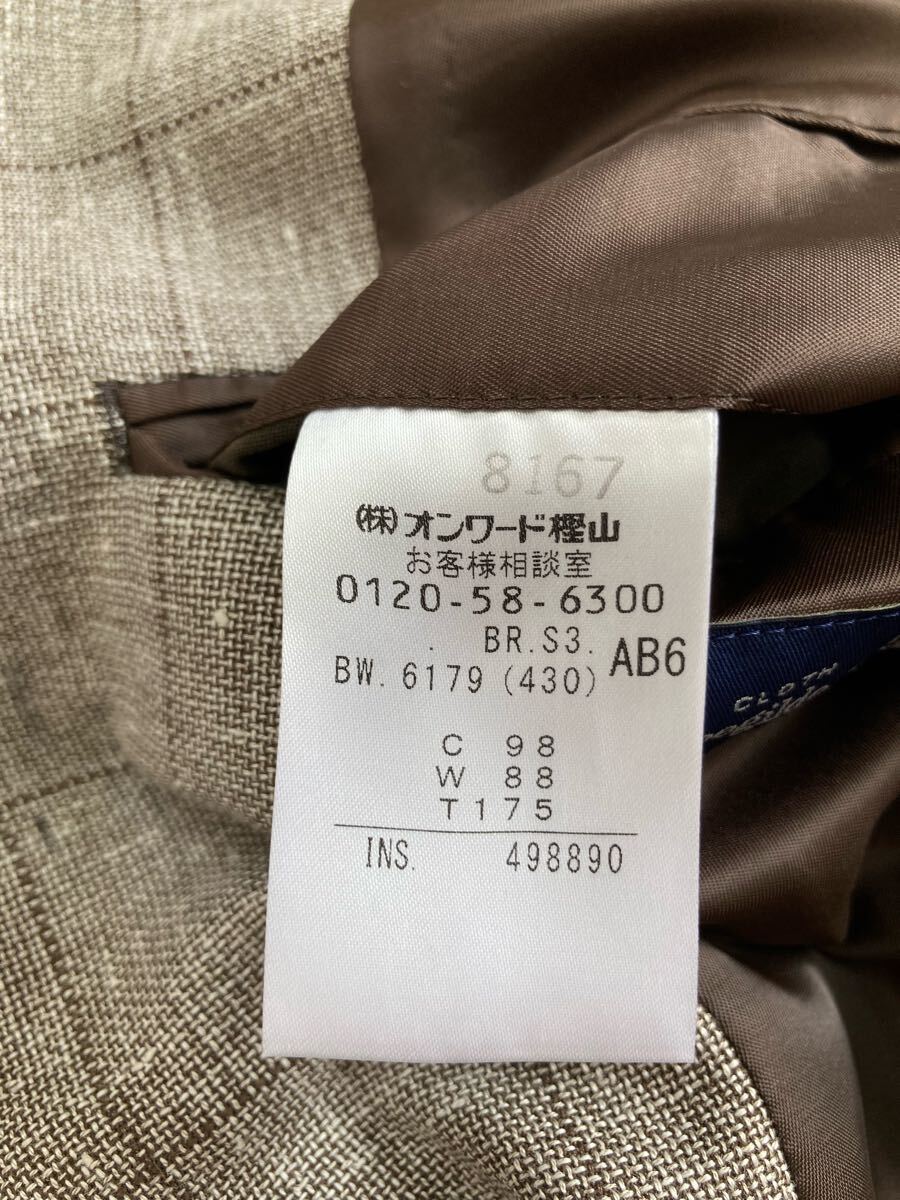 8167
(株)オンワード樫山
お客様相談室
0120-58-6300
. BR.S3.
BW. 6179 (430) AB6
C 98
W 88
T175
INS. 498890
CLOTH